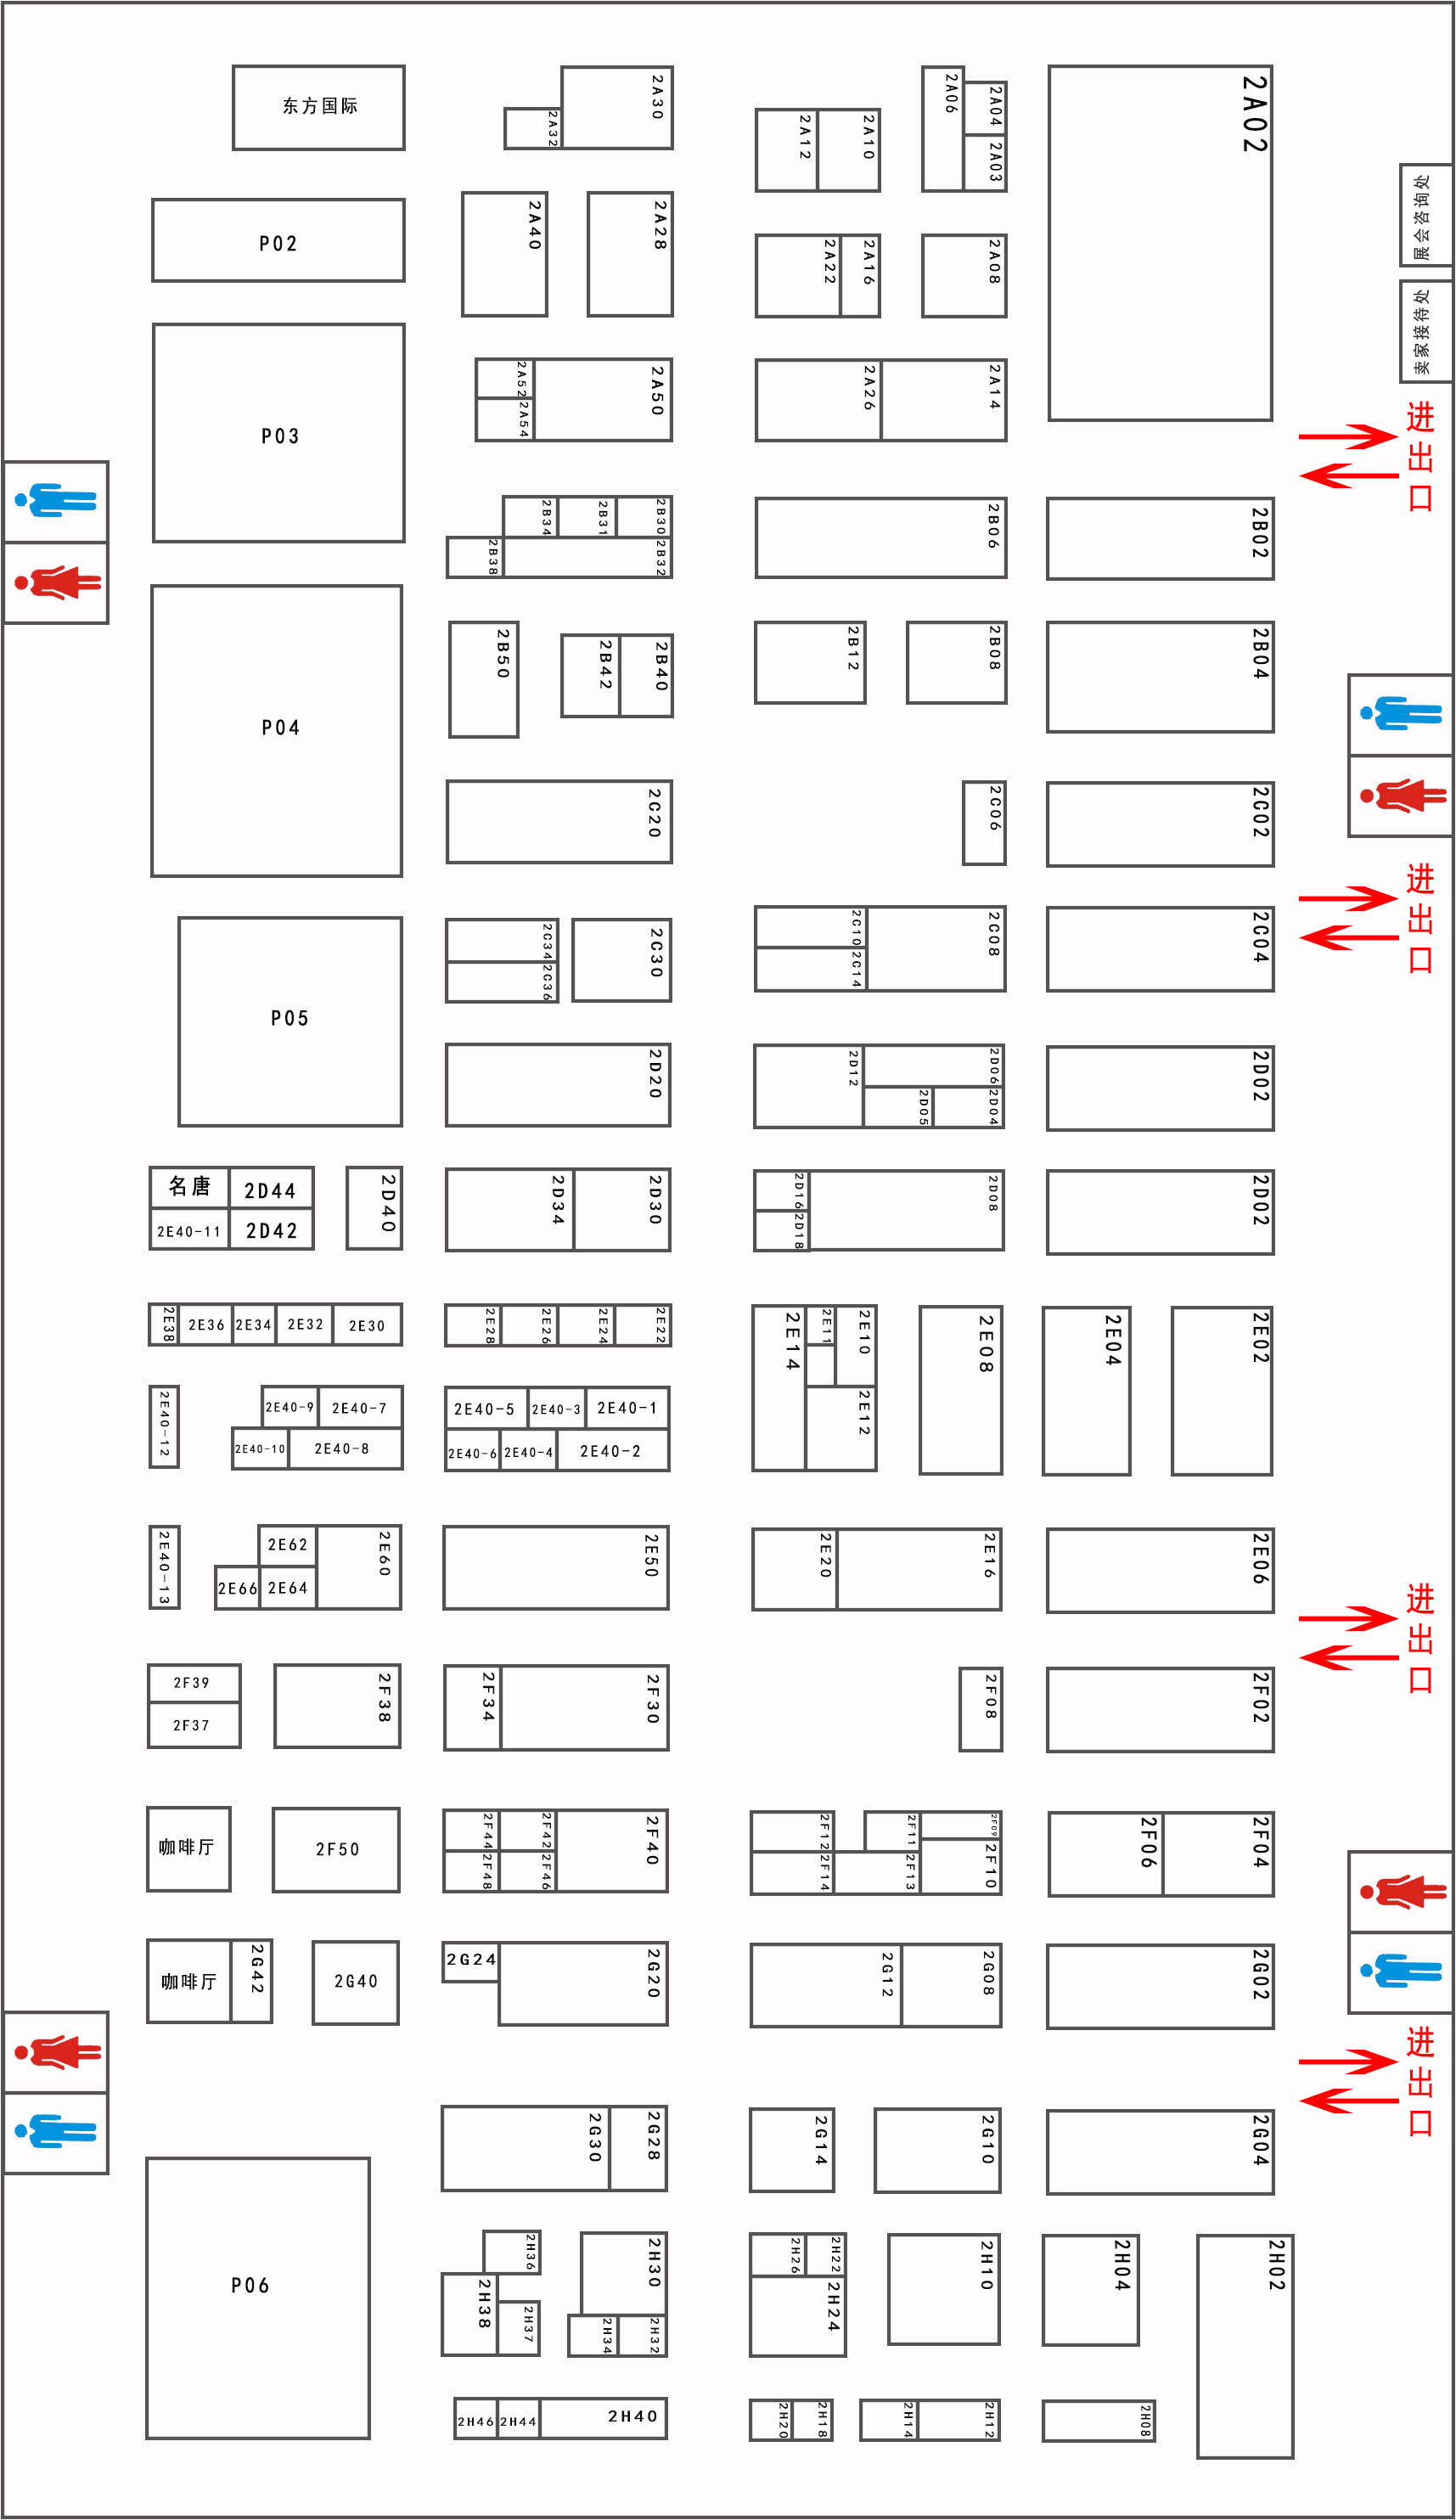 东方国际
2A30
2A32
2A06
2A04
2A03
2A12
2A10
2A02
展会咨询处
P02
2A40
2A28
2A22
2A16
2A08
卖家接待处
P03
2A52
2A54
2A50
2A26
2A14
进出口
2B34
2B31
2B30
2B38
2B32
2B06
2B02
P04
2B50
2B42
2B40
2B12
2B08
2B04
2C20
2C06
2C02
进出口
P05
2C34
2C36
2C30
2C10
2C14
2C08
2C04
2D20
2D12
2D06
2D05
2D04
2D02
名唐
2D44
2E40-11
2D42
2D40
2D34
2D30
2D16
2D18
2D08
2D02
2E38
2E36
2E34
2E32
2E30
2E28
2E26
2E24
2E22
2E14
2E11
2E10
2E12
2E08
2E04
2E02
2E40-12
2E40-9
2E40-7
2E40-10
2E40-8
2E40-5
2E40-3
2E40-1
2E40-6
2E40-4
2E40-2
2E40-13
2E62
2E66
2E64
2E60
2E50
2E20
2E16
2E06
进出口
2F39
2F37
2F38
2F34
2F30
2F08
2F02
咖啡厅
2F50
2F44
2F42
2F48
2F46
2F40
2F12
2F11
2F09
2F14
2F13
2F10
2F06
2F04
咖啡厅
2G42
2G40
2G24
2G20
2G12
2G08
2G02
进出口
2G30
2G28
2G14
2G10
2G04
P06
2H36
2H38
2H37
2H30
2H34
2H32
2H26
2H22
2H24
2H10
2H04
2H02
2H46
2H44
2H40
2H20
2H18
2H14
2H12
2H08